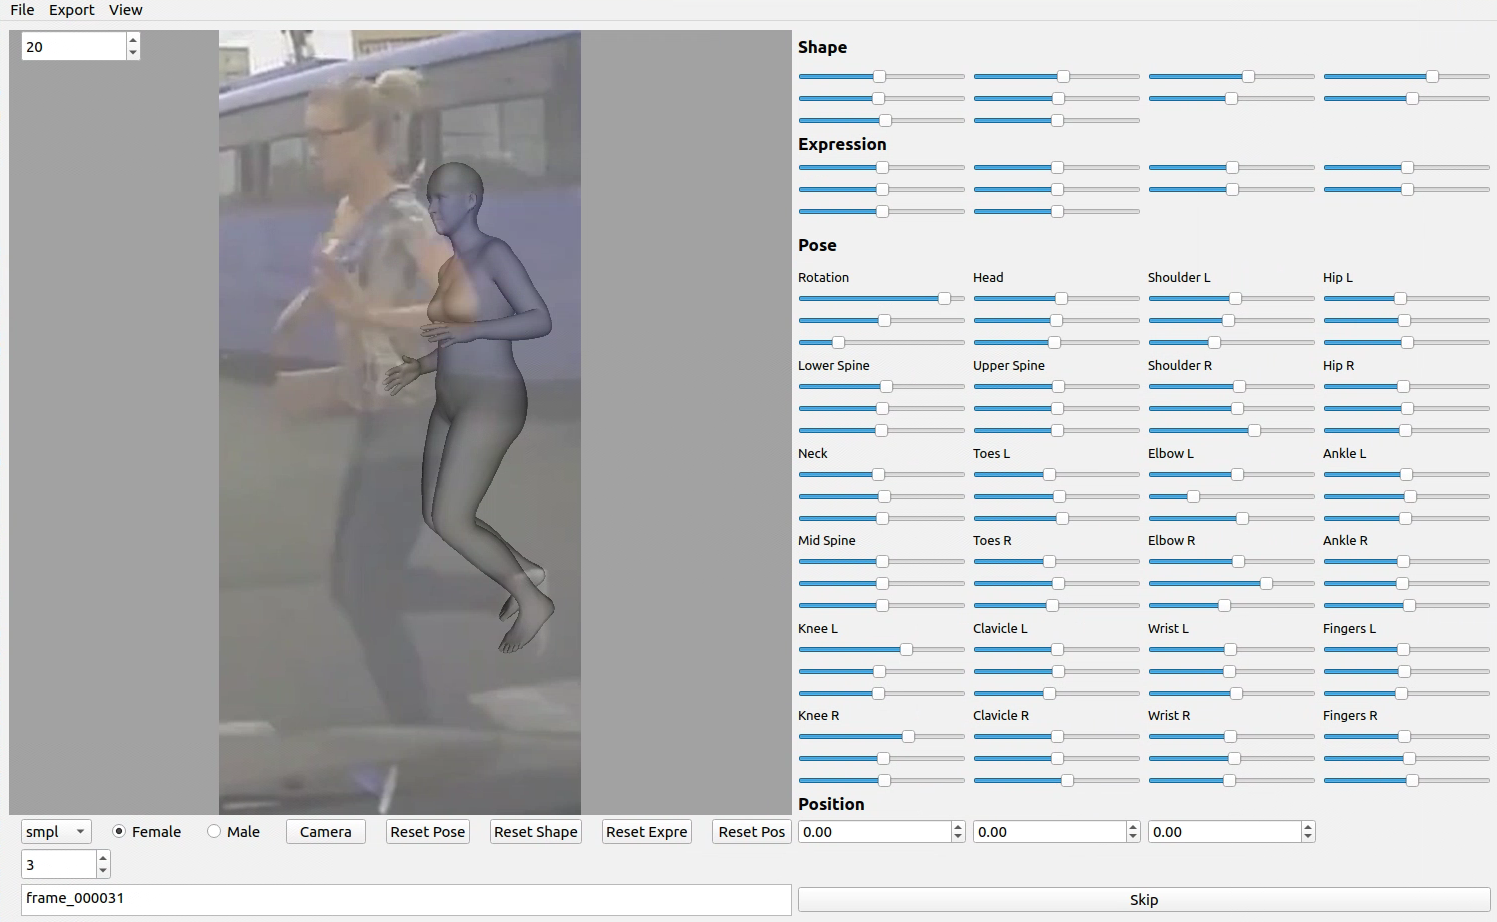 File Export View
20
Shape
Expression
Pose
Rotation Head Shoulder L Hip L
Lower Spine Upper Spine Shoulder R Hip R
Neck Toes L Elbow L Ankle L
Mid Spine Toes R Elbow R Ankle R
Knee L Clavicle L Wrist L Fingers L
Knee R Clavicle R Wrist R Fingers R
Position
smpl Female Male Camera Reset Pose Reset Shape Reset Expre Reset Pos
0.00 0.00 0.00
3
frame_000031
Skip